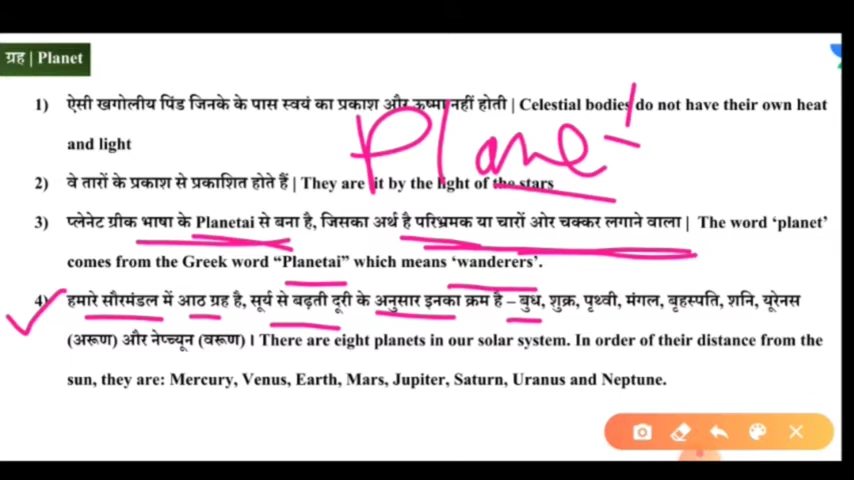 ग्रह | Planet
1) ऐसी खगोलीय पिंड जिनके के पास स्वयं का प्रकाश और ऊष्मा नहीं होती | Celestial bodies do not have their own heat
and light
Planet
2) वे तारों के प्रकाश से प्रकाशित होते हैं | They are lit by the light of the stars
3) प्लेनेट ग्रीक भाषा के Planetai से बना है, जिसका अर्थ है परिभ्रमक या चारों ओर चक्कर लगाने वाला | The word ‘planet’
comes from the Greek word “Planetai” which means ‘wanderers’.
4) हमारे सौरमंडल में आठ ग्रह है, सूर्य से बढ़ती दूरी के अनुसार इनका क्रम है – बुध, शुक्र, पृथ्वी, मंगल, बृहस्पति, शनि, यूरेनस
(अरूण) और नेप्च्यून (वरूण) | There are eight planets in our solar system. In order of their distance from the
sun, they are: Mercury, Venus, Earth, Mars, Jupiter, Saturn, Uranus and Neptune.